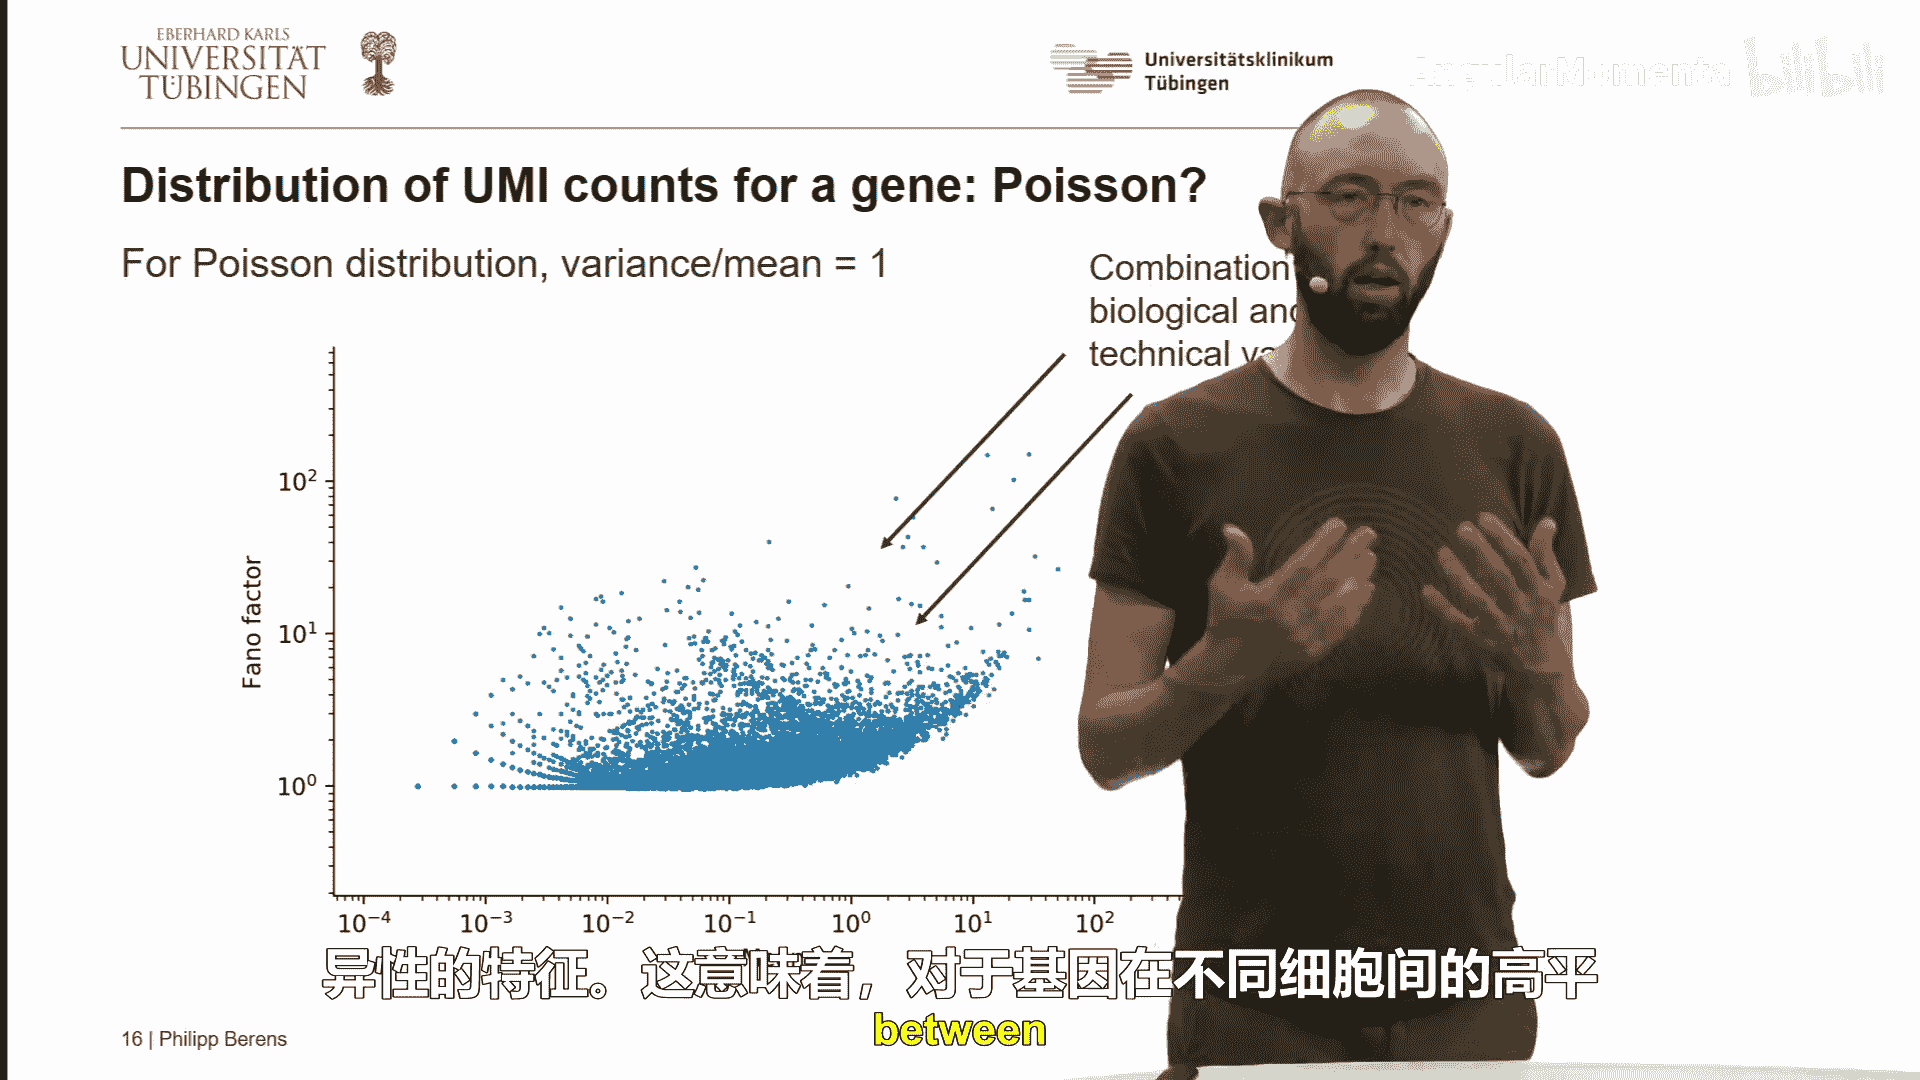 EBERHARD KARLS
UNIVERSITÄT
TÜBINGEN
Universitätsklinikum
Tübingen
AngularMomenta bilibili
Distribution of UMI counts for a gene: Poisson?
For Poisson distribution, variance/mean = 1
Combination
biological and
technical
Fano factor
10²
10¹
10⁰
10⁻⁴ 10⁻³ 10⁻² 10⁻¹ 10⁰ 10¹ 10²
异性的特征。这意味着，对于基因在不同细胞间的高平
between
16 | Philipp Berens